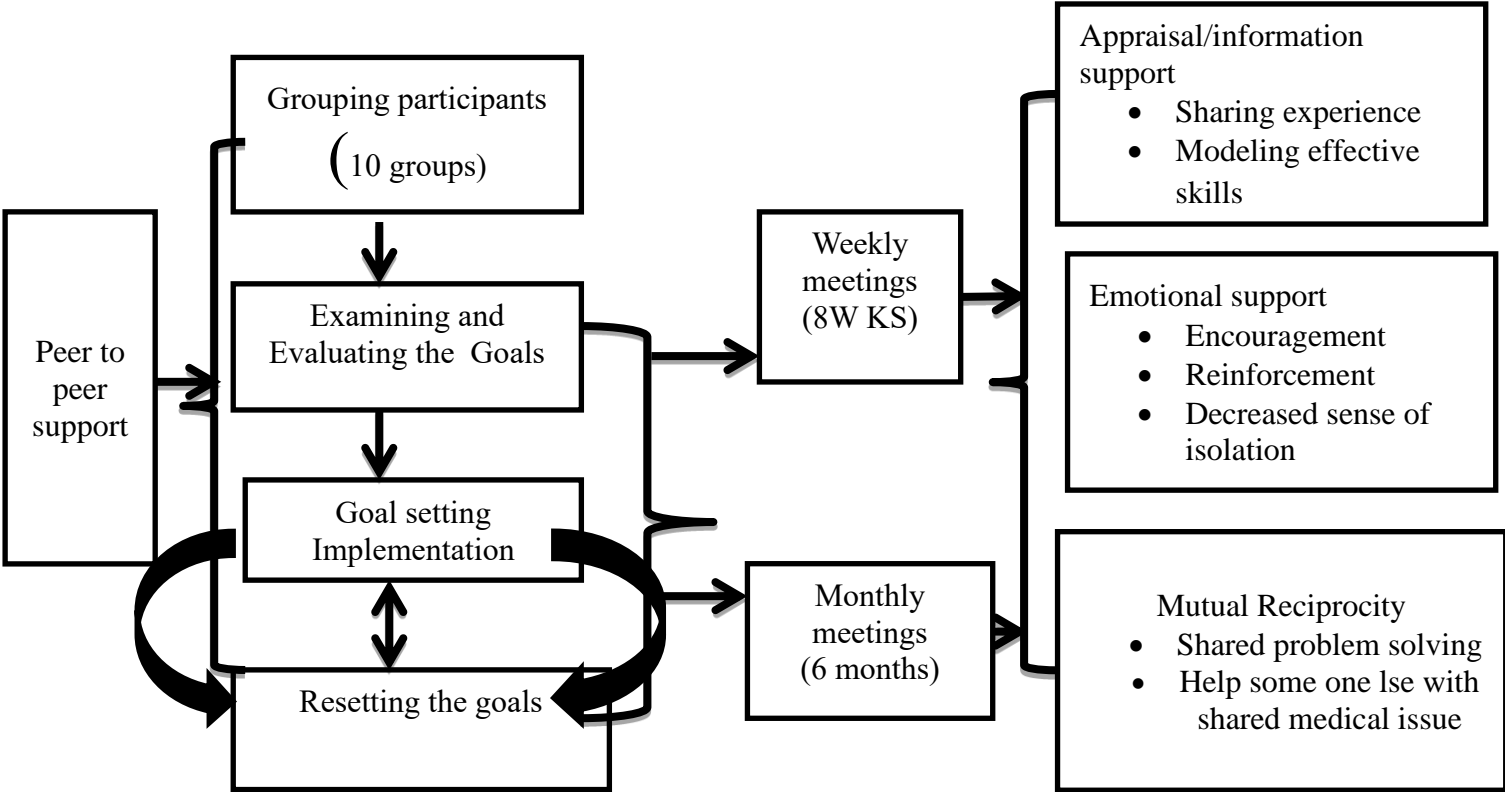 Peer to
peer
support
Grouping participants
(10 groups)
Examining and
Evaluating the Goals
Goal setting
Implementation
Resetting the goals
Weekly
meetings
(8W KS)
Monthly
meetings
(6 months)
Appraisal/information
support
• Sharing experience
• Modeling effective
skills
Emotional support
• Encouragement
• Reinforcement
• Decreased sense of
isolation
Mutual Reciprocity
• Shared problem solving
• Help some one lse with
shared medical issue